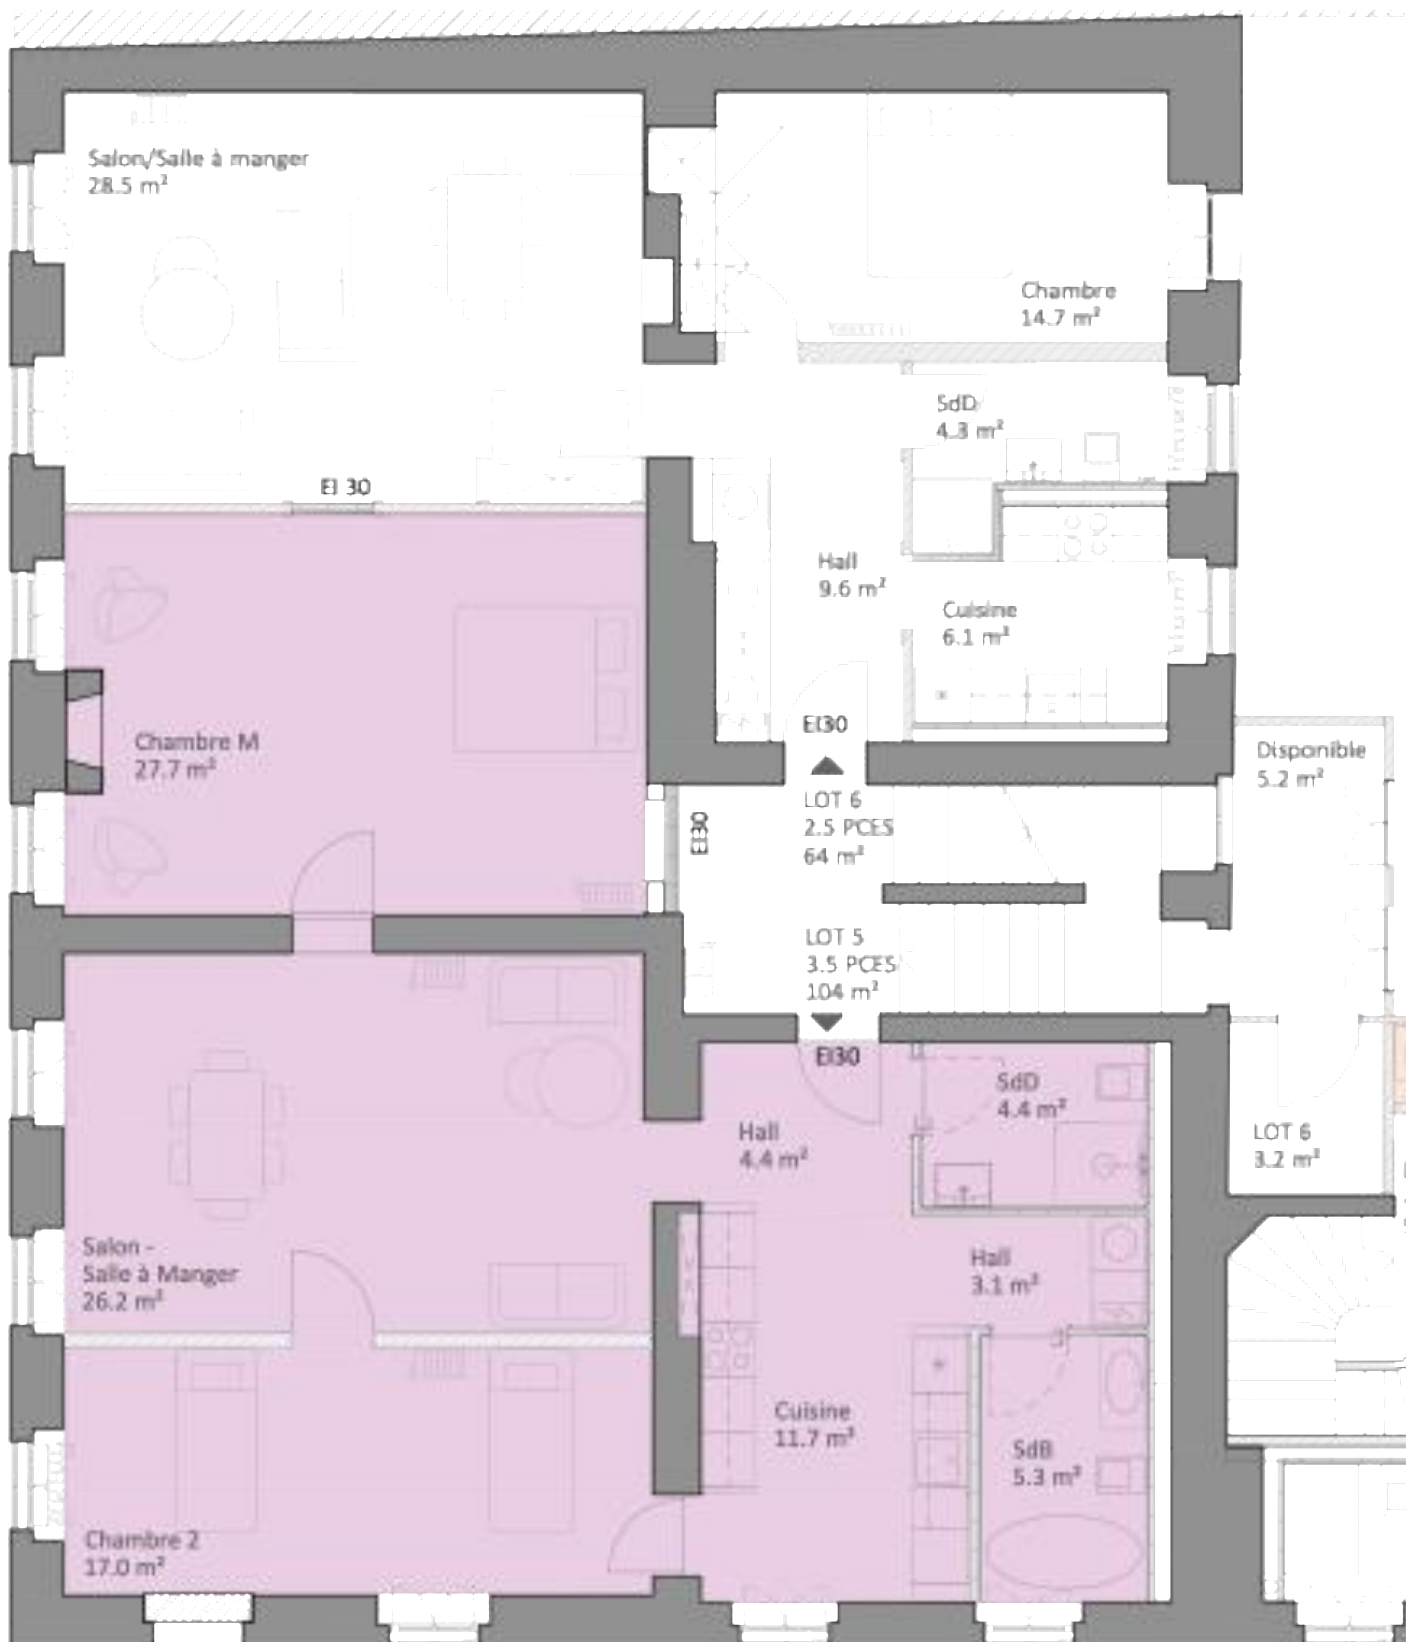 Salon/Salle à manger
28.5 m²
Chambre
14.7 m²
SdD
4.3 m²
EI 30
Hall
9.6 m²
Cuisine
6.1 m²
Chambre M
27.7 m²
EI30
Disponible
5.2 m²
LOT 6
2.5 PCES
64 m²
EI30
LOT 5
3.5 PCES
104 m²
EI30
SdD
4.4 m²
Hall
4.4 m²
LOT 6
3.2 m²
Salon -
Salle à Manger
26.2 m²
Hall
3.1 m²
Cuisine
11.7 m²
SdB
5.3 m²
Chambre 2
17.0 m²